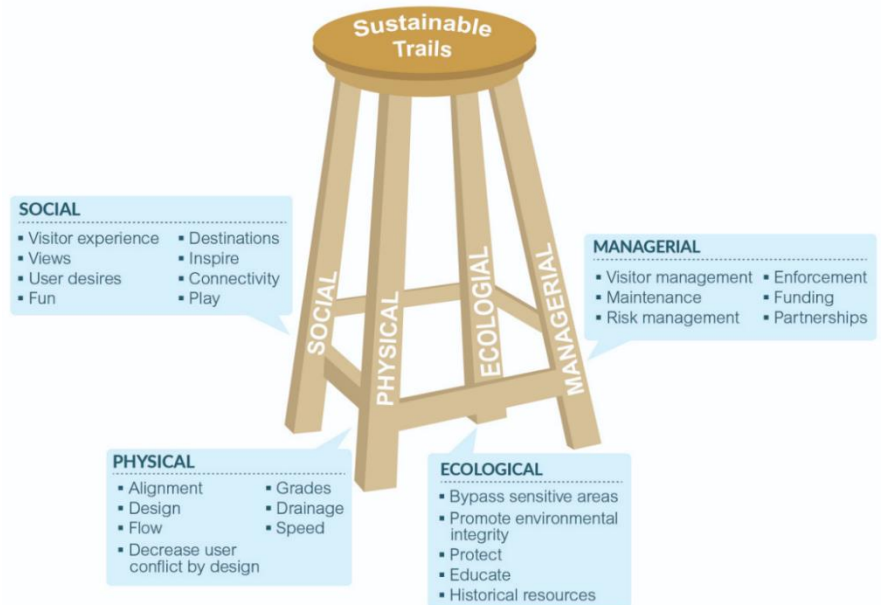 Sustainable
Trails
SOCIAL
▪ Visitor experience
▪ Views
▪ User desires
▪ Fun
▪ Destinations
▪ Inspire
▪ Connectivity
▪ Play
MANAGERIAL
▪ Visitor management
▪ Maintenance
▪ Risk management
▪ Enforcement
▪ Funding
▪ Partnerships
SOCIAL
PHYSICAL
ECOLOGIAL
MANAGERIAL
PHYSICAL
▪ Alignment
▪ Design
▪ Flow
▪ Decrease user
conflict by design
▪ Grades
▪ Drainage
▪ Speed
ECOLOGICAL
▪ Bypass sensitive areas
▪ Promote environmental
integrity
▪ Protect
▪ Educate
▪ Historical resources